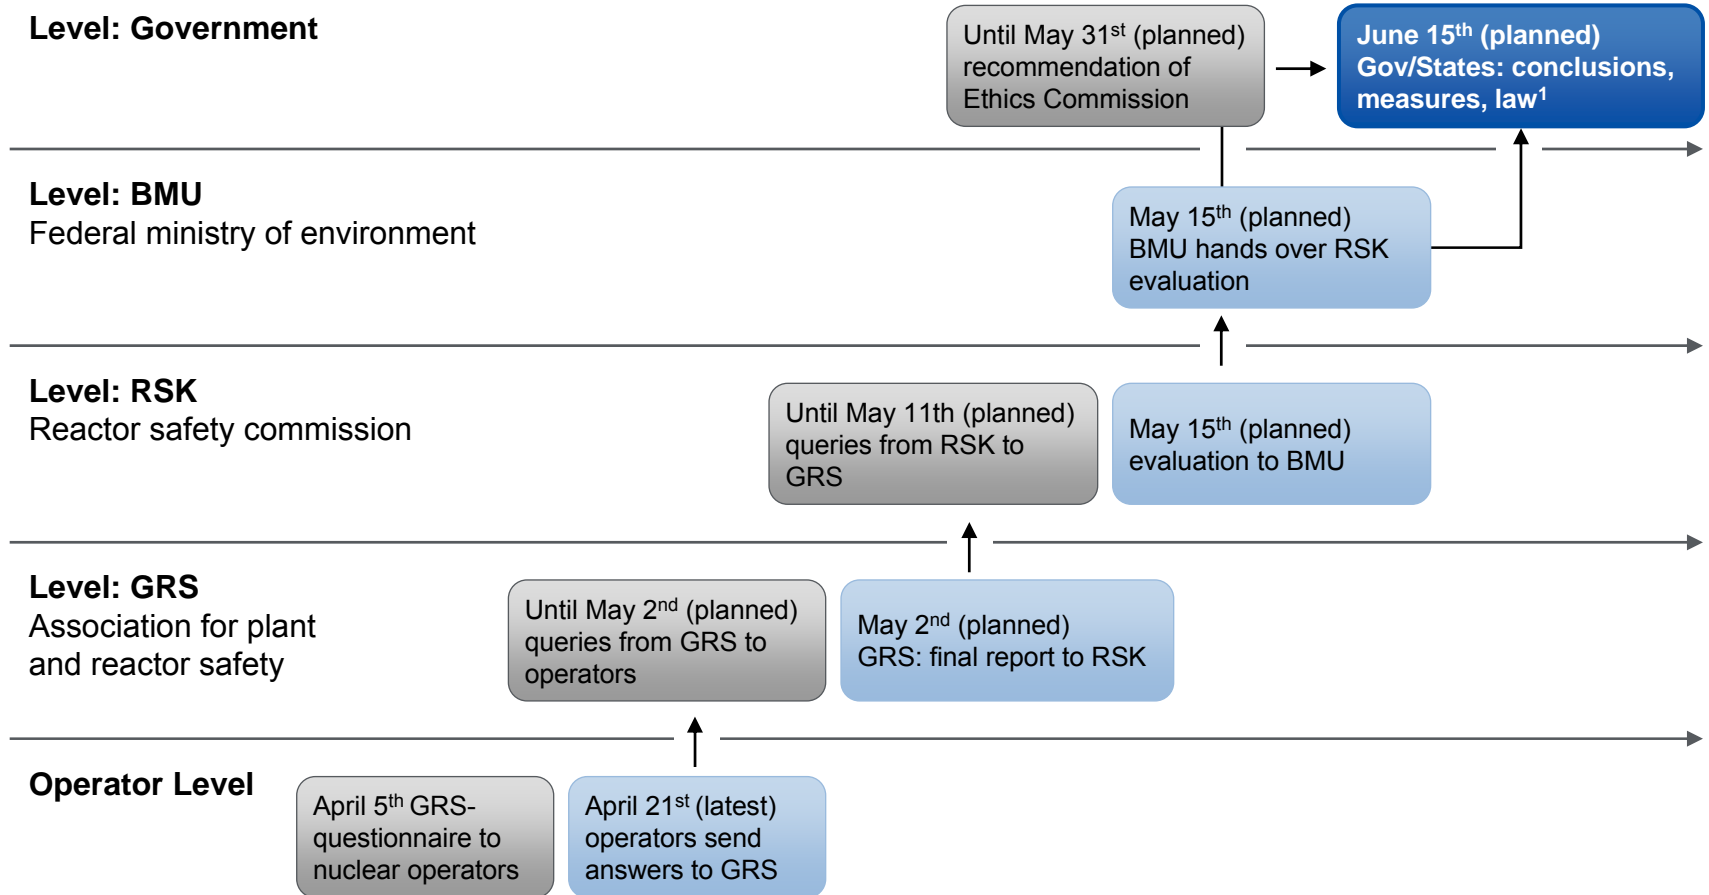 Level: Government
Until May 31st (planned)
recommendation of
Ethics Commission
June 15th (planned)
Gov/States: conclusions,
measures, law1
Level: BMU
Federal ministry of environment
May 15th (planned)
BMU hands over RSK
evaluation
Level: RSK
Reactor safety commission
Until May 11th (planned)
queries from RSK to
GRS
May 15th (planned)
evaluation to BMU
Level: GRS
Association for plant
and reactor safety
Until May 2nd (planned)
queries from GRS to
operators
May 2nd (planned)
GRS: final report to RSK
Operator Level
April 5th GRS-
questionnaire to
nuclear operators
April 21st (latest)
operators send
answers to GRS